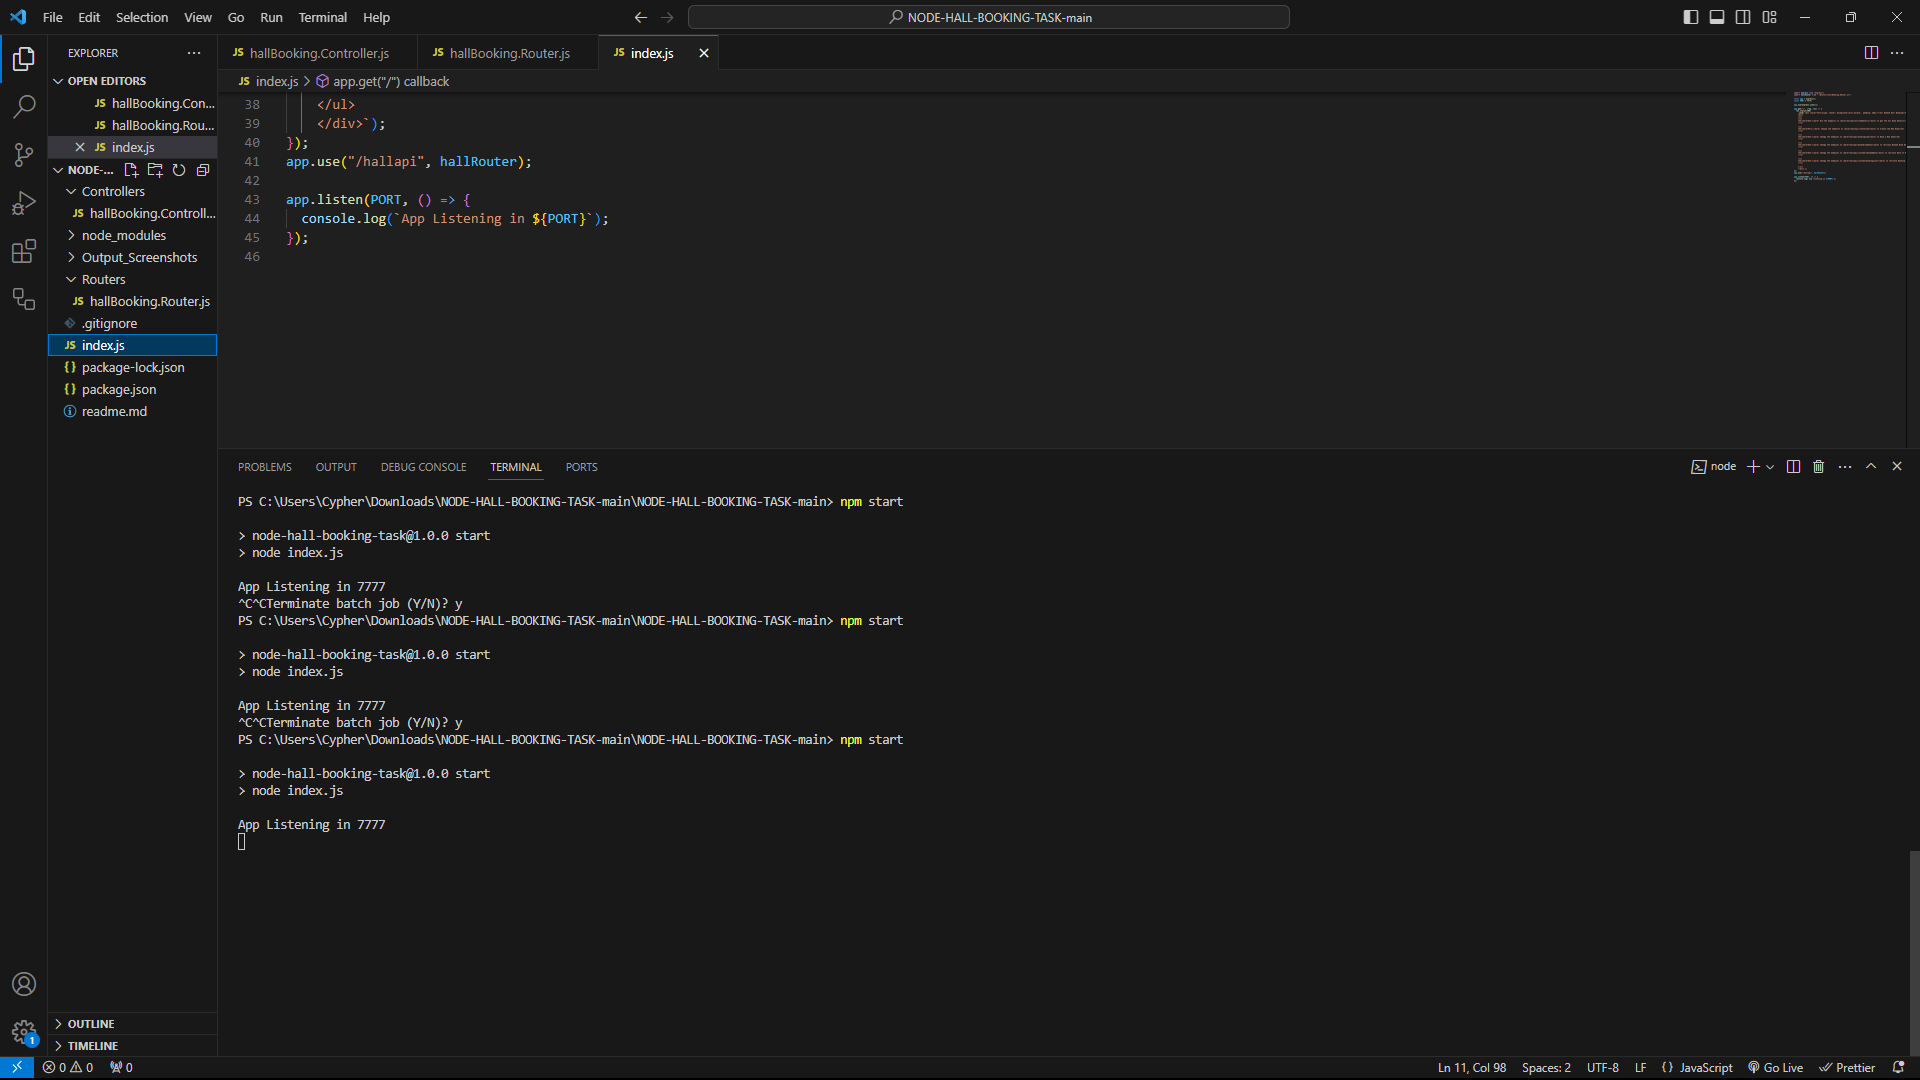 File Edit Selection View Go Run Terminal Help
NODE-HALL-BOOKING-TASK-main
EXPLORER
OPEN EDITORS
JS hallBooking.Con...
JS hallBooking.Rou...
JS index.js
NODE-...
Controllers
JS hallBooking.Controll...
node_modules
Output_Screenshots
Routers
JS hallBooking.Router.js
.gitignore
JS index.js
{} package-lock.json
{} package.json
readme.md
OUTLINE
TIMELINE
JS hallBooking.Controller.js
JS hallBooking.Router.js
JS index.js
JS index.js > app.get("/") callback
38 </ul>
39 </div>`);
40 });
41 app.use("/hallapi", hallRouter);
42
43 app.listen(PORT, () => {
44 console.log(`App Listening in ${PORT}`);
45 });
46
PROBLEMS OUTPUT DEBUG CONSOLE TERMINAL PORTS
node
PS C:\Users\Cypher\Downloads\NODE-HALL-BOOKING-TASK-main\NODE-HALL-BOOKING-TASK-main> npm start
> node-hall-booking-task@1.0.0 start
> node index.js
App Listening in 7777
^C^CTerminate batch job (Y/N)? y
PS C:\Users\Cypher\Downloads\NODE-HALL-BOOKING-TASK-main\NODE-HALL-BOOKING-TASK-main> npm start
> node-hall-booking-task@1.0.0 start
> node index.js
App Listening in 7777
^C^CTerminate batch job (Y/N)? y
PS C:\Users\Cypher\Downloads\NODE-HALL-BOOKING-TASK-main\NODE-HALL-BOOKING-TASK-main> npm start
> node-hall-booking-task@1.0.0 start
> node index.js
App Listening in 7777
1
0 0 0
Ln 11, Col 98 Spaces: 2 UTF-8 LF {} JavaScript Go Live Prettier